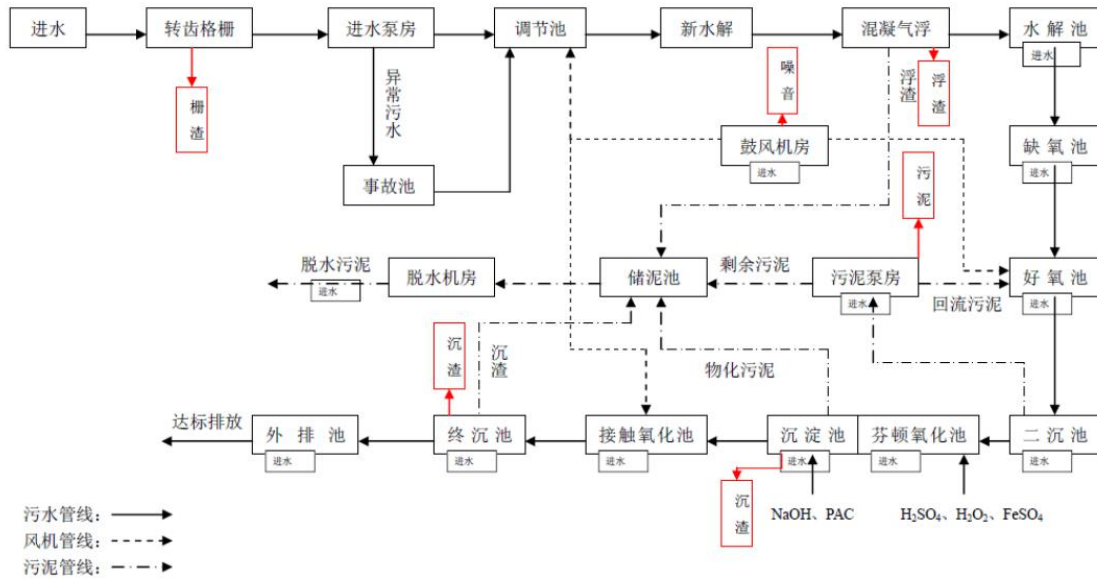 进水
转齿格栅
进水泵房
调节池
新水解
混凝气浮
水解池
进水
栅渣
异常污水
噪音
浮渣
浮渣
鼓风机房
进水
缺氧池
进水
事故池
污泥
脱水污泥
进水
脱水机房
储泥池
剩余污泥
污泥泵房
进水
回流污泥
好氧池
进水
沉渣
沉渣
物化污泥
达标排放
外排池
进水
终沉池
进水
接触氧化池
进水
沉淀池
进水
芬顿氧化池
进水
二沉池
进水
沉渣
NaOH、PAC
H₂SO₄、H₂O₂、FeSO₄
污水管线：
风机管线：
污泥管线：